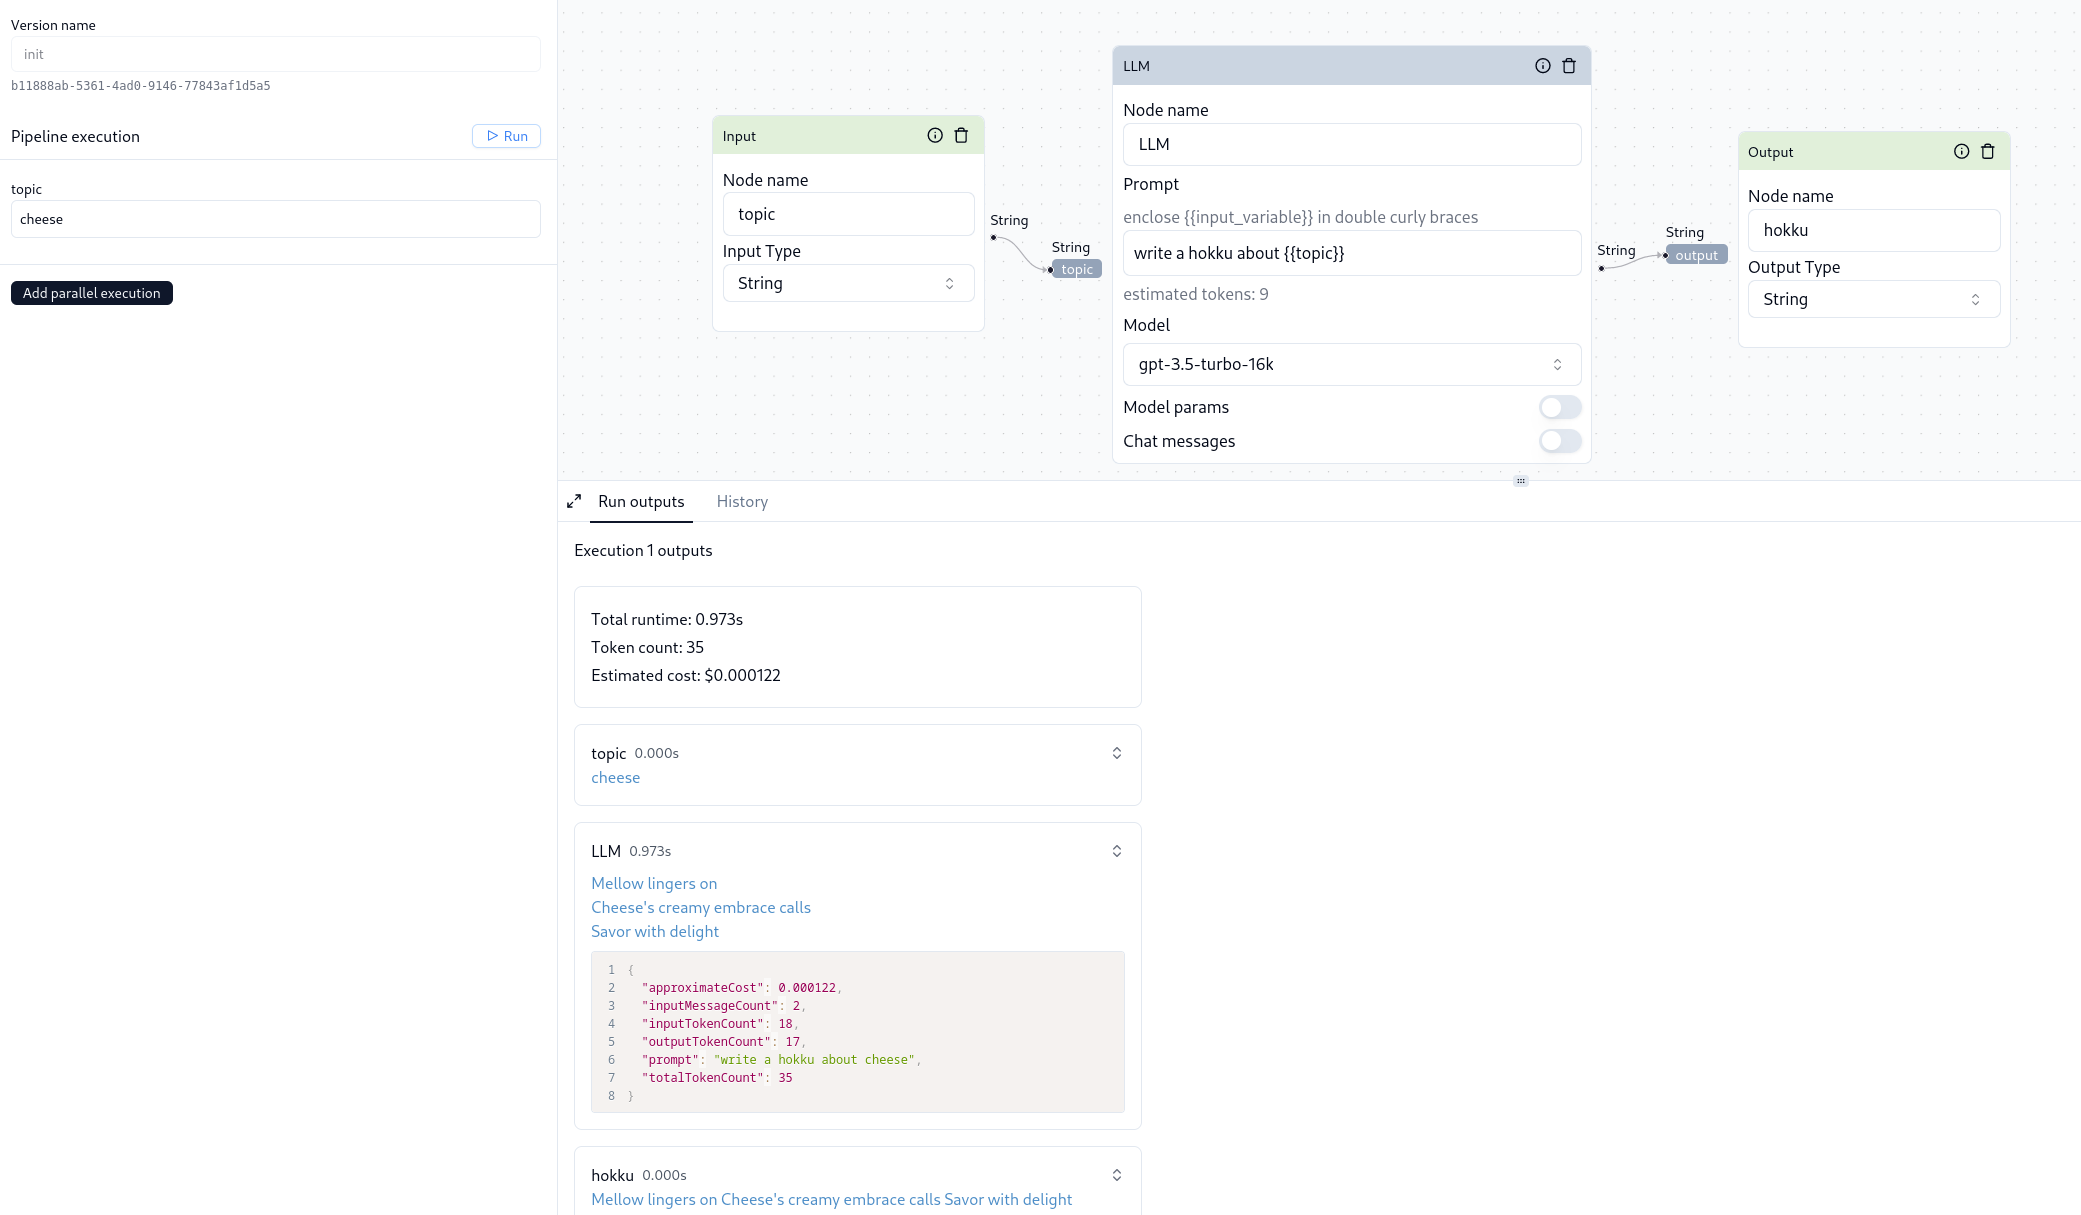 Version name
init
b11888ab-5361-4ad0-9146-77843af1d5a5
Pipeline execution
Run
topic
cheese
Add parallel execution
Input
Node name
topic
Input Type
String
String
String
topic
LLM
Node name
LLM
Prompt
enclose {{input_variable}} in double curly braces
write a hokku about {{topic}}
estimated tokens: 9
Model
gpt-3.5-turbo-16k
Model params
Chat messages
String
String
output
Output
Node name
hokku
Output Type
String
Run outputs
History
Execution 1 outputs
Total runtime: 0.973s
Token count: 35
Estimated cost: $0.000122
topic 0.000s
cheese
LLM 0.973s
Mellow lingers on
Cheese's creamy embrace calls
Savor with delight
1 {
2 "approximateCost": 0.000122,
3 "inputMessageCount": 2,
4 "inputTokenCount": 18,
5 "outputTokenCount": 17,
6 "prompt": "write a hokku about cheese",
7 "totalTokenCount": 35
8 }
hokku 0.000s
Mellow lingers on Cheese's creamy embrace calls Savor with delight